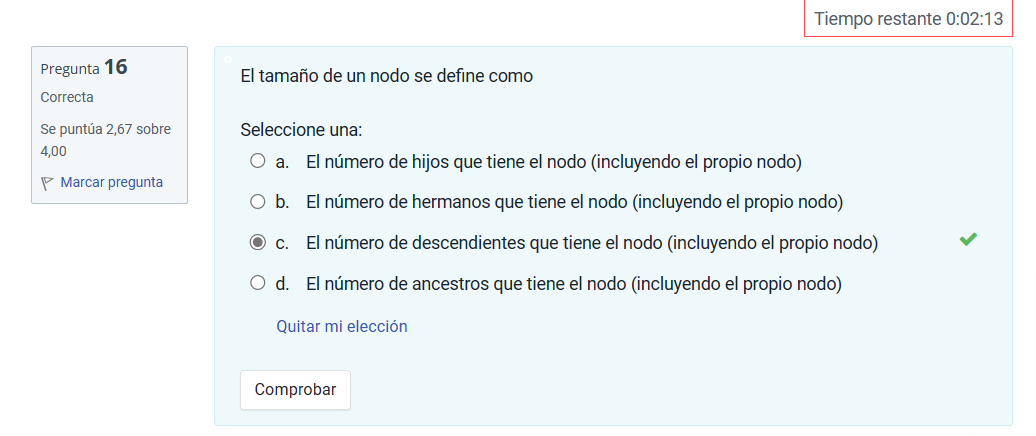 Tiempo restante 0:02:13
Pregunta 16
Correcta
Se puntúa 2,67 sobre
4,00
Marcar pregunta
El tamaño de un nodo se define como
Seleccione una:
a. El número de hijos que tiene el nodo (incluyendo el propio nodo)
b. El número de hermanos que tiene el nodo (incluyendo el propio nodo)
c. El número de descendientes que tiene el nodo (incluyendo el propio nodo)
d. El número de ancestros que tiene el nodo (incluyendo el propio nodo)
Quitar mi elección
Comprobar